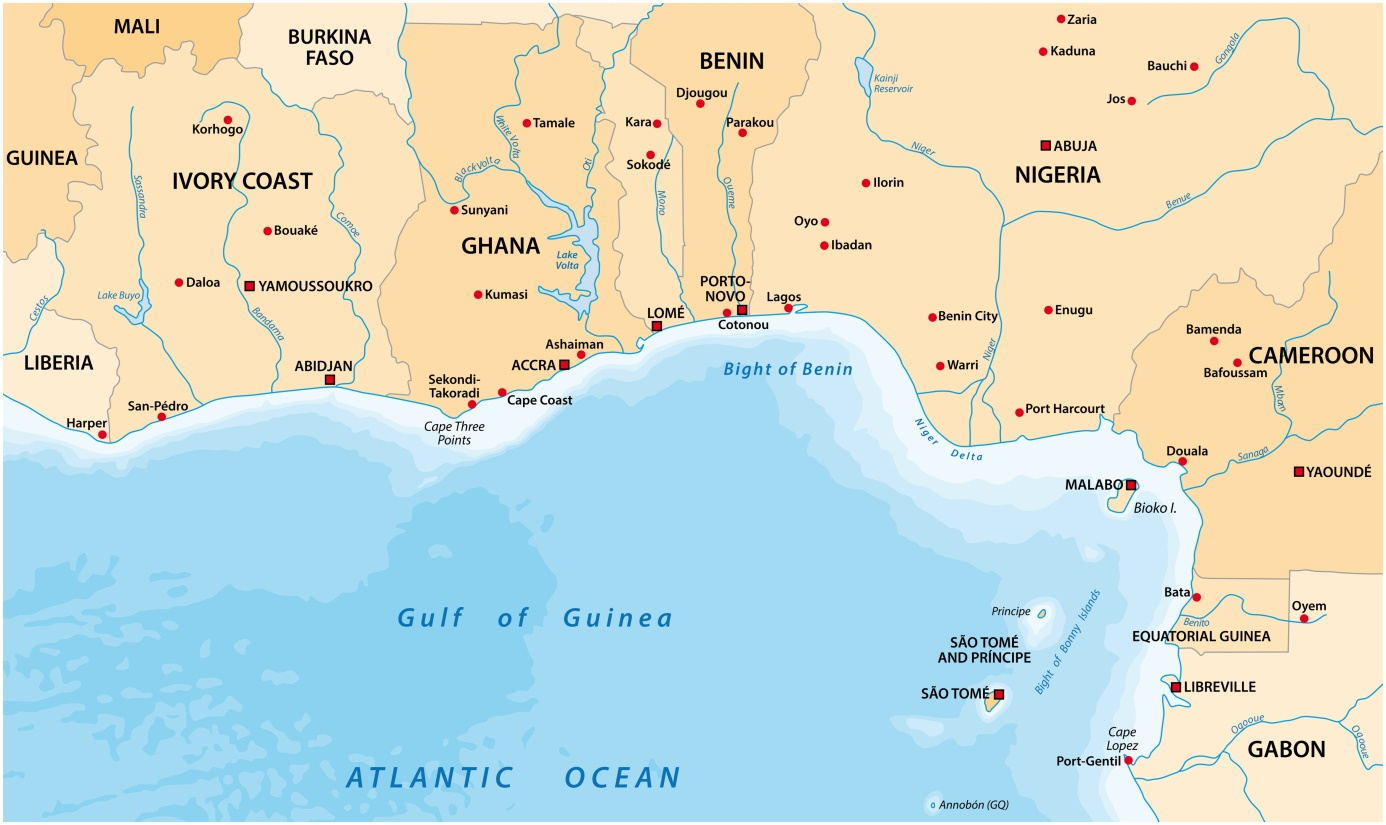 MALI
BURKINA
FASO
BENIN
Zaria
Kaduna
Bauchi
Gongola
Kainji
Reservoir
Djougou
Jos
Korhogo
White Volta
Tamale
Kara
Parakou
GUINEA
ABUJA
Niger
Sokodé
Black Volta
Oti
NIGERIA
IVORY COAST
Sassandra
Mono
Oueme
Ilorin
Benue
Sunyani
Comoe
Bouaké
GHANA
Oyo
Ibadan
Lake
Volta
Daloa
YAMOUSSOUKRO
Lake Buyo
Kumasi
PORTO-
NOVO
Lagos
Cestos
Bandama
LOMÉ
Cotonou
Benin City
Enugu
Bamenda
CAMEROON
Bafoussam
LIBERIA
ABIDJAN
Ashaiman
ACCRA
Bight of Benin
Warri
Niger
Mbam
Sekondi-
Takoradi
Cape Coast
San-Pédro
Harper
Cape Three
Points
Port Harcourt
Niger Delta
Douala
Sanaga
YAOUNDÉ
MALABO
Bioko I.
Gulf of Guinea
Principe
Bight of Bonny Islands
Bata
Oyem
Benito
EQUATORIAL GUINEA
SÃO TOMÉ
AND PRÍNCIPE
SÃO TOMÉ
LIBREVILLE
Cape
Lopez
Ogooue
Ogooue
GABON
Port-Gentil
ATLANTIC OCEAN
Annobón (GQ)